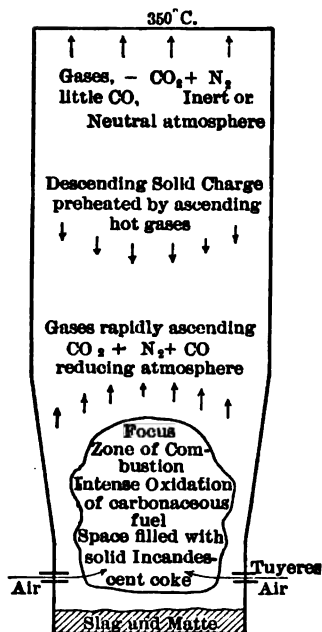 350°C.
Gases, – CO₂ + N₂
little CO, Inert or
Neutral atmosphere
Descending Solid Charge
preheated by ascending
hot gases
Gases rapidly ascending
CO₂ + N₂ + CO
reducing atmosphere
Focus
Zone of Com-
bustion
Intense Oxidation
of carbonaceous
fuel
Space filled with
solid Incandes-
cent coke
Tuyeres
Air
Air
Slag and Matte